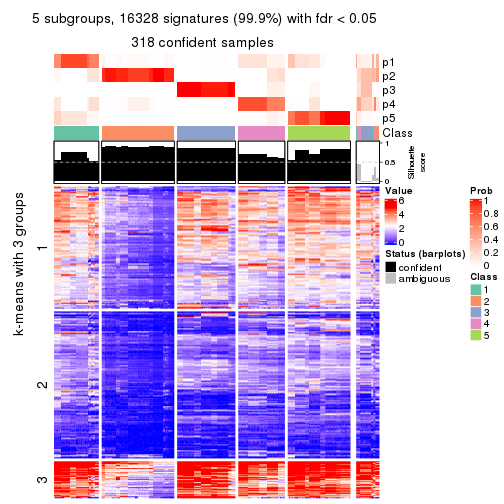 5 subgroups, 16328 signatures (99.9%) with fdr < 0.05
318 confident samples
p1
p2
p3
p4
p5
Class
1
0.5
0
Silhouette
score
k-means with 3 groups
1
2
3
Value
6
4
2
0
Status (barplots)
confident
ambiguous
Prob
1
0.8
0.6
0.4
0.2
0
Class
1
2
3
4
5